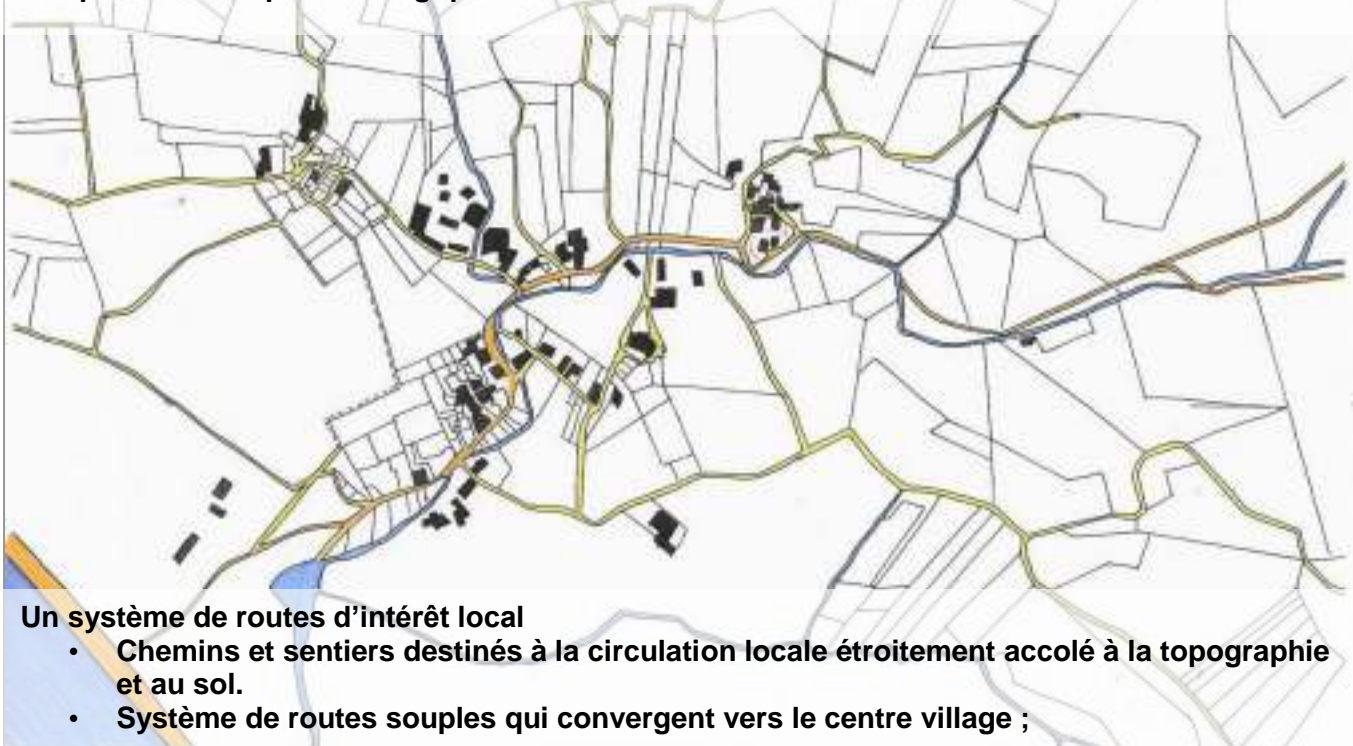 Un système de routes d'intérêt local
• Chemins et sentiers destinés à la circulation locale étroitement accolé à la topographie
et au sol.
• Système de routes souples qui convergent vers le centre village ;